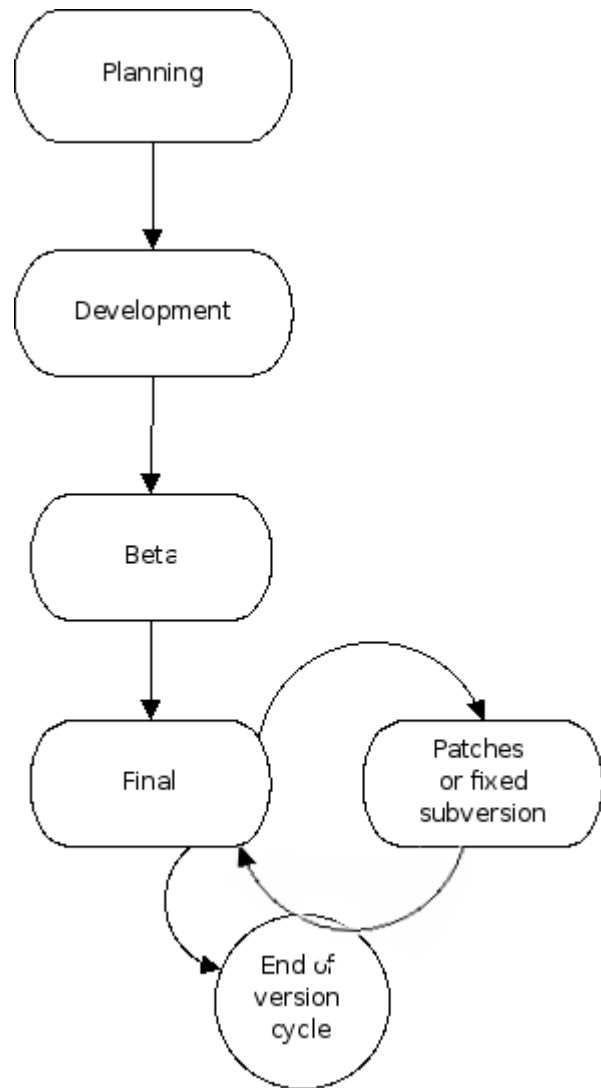 Planning
Development
Beta
Final
Patches
or fixed
subversion
End of
version
cycle